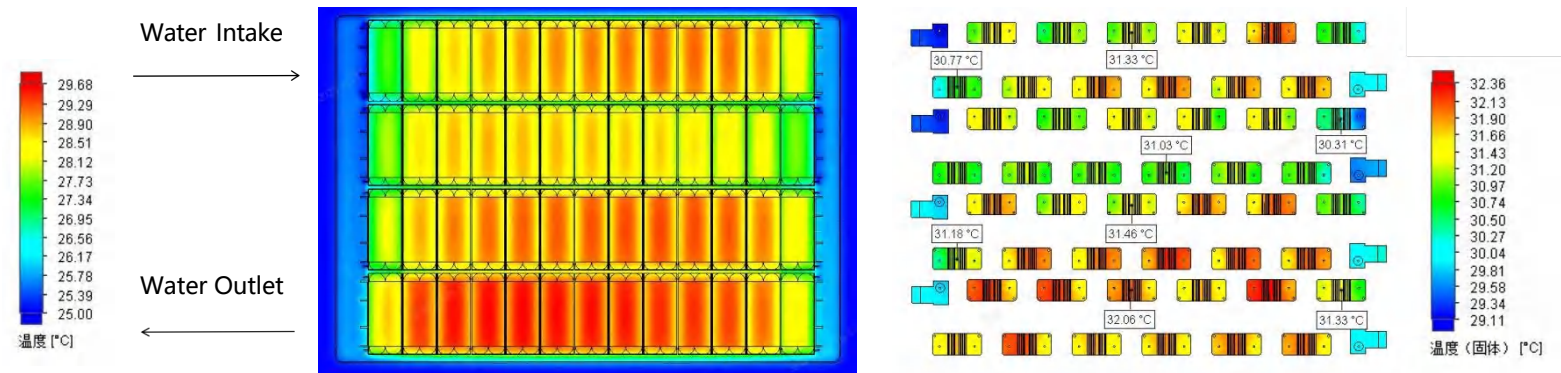 Water Intake
29.68
29.29
28.90
28.51
28.12
27.73
27.34
26.95
26.56
26.17
25.78
25.39
25.00
温度 [°C]
Water Outlet
30.77 °C
31.33 °C
31.03 °C
30.31 °C
31.18 °C
31.46 °C
32.06 °C
31.33 °C
32.36
32.13
31.90
31.66
31.43
31.20
30.97
30.74
30.50
30.27
30.04
29.81
29.58
29.34
29.11
温度（固体） [°C]